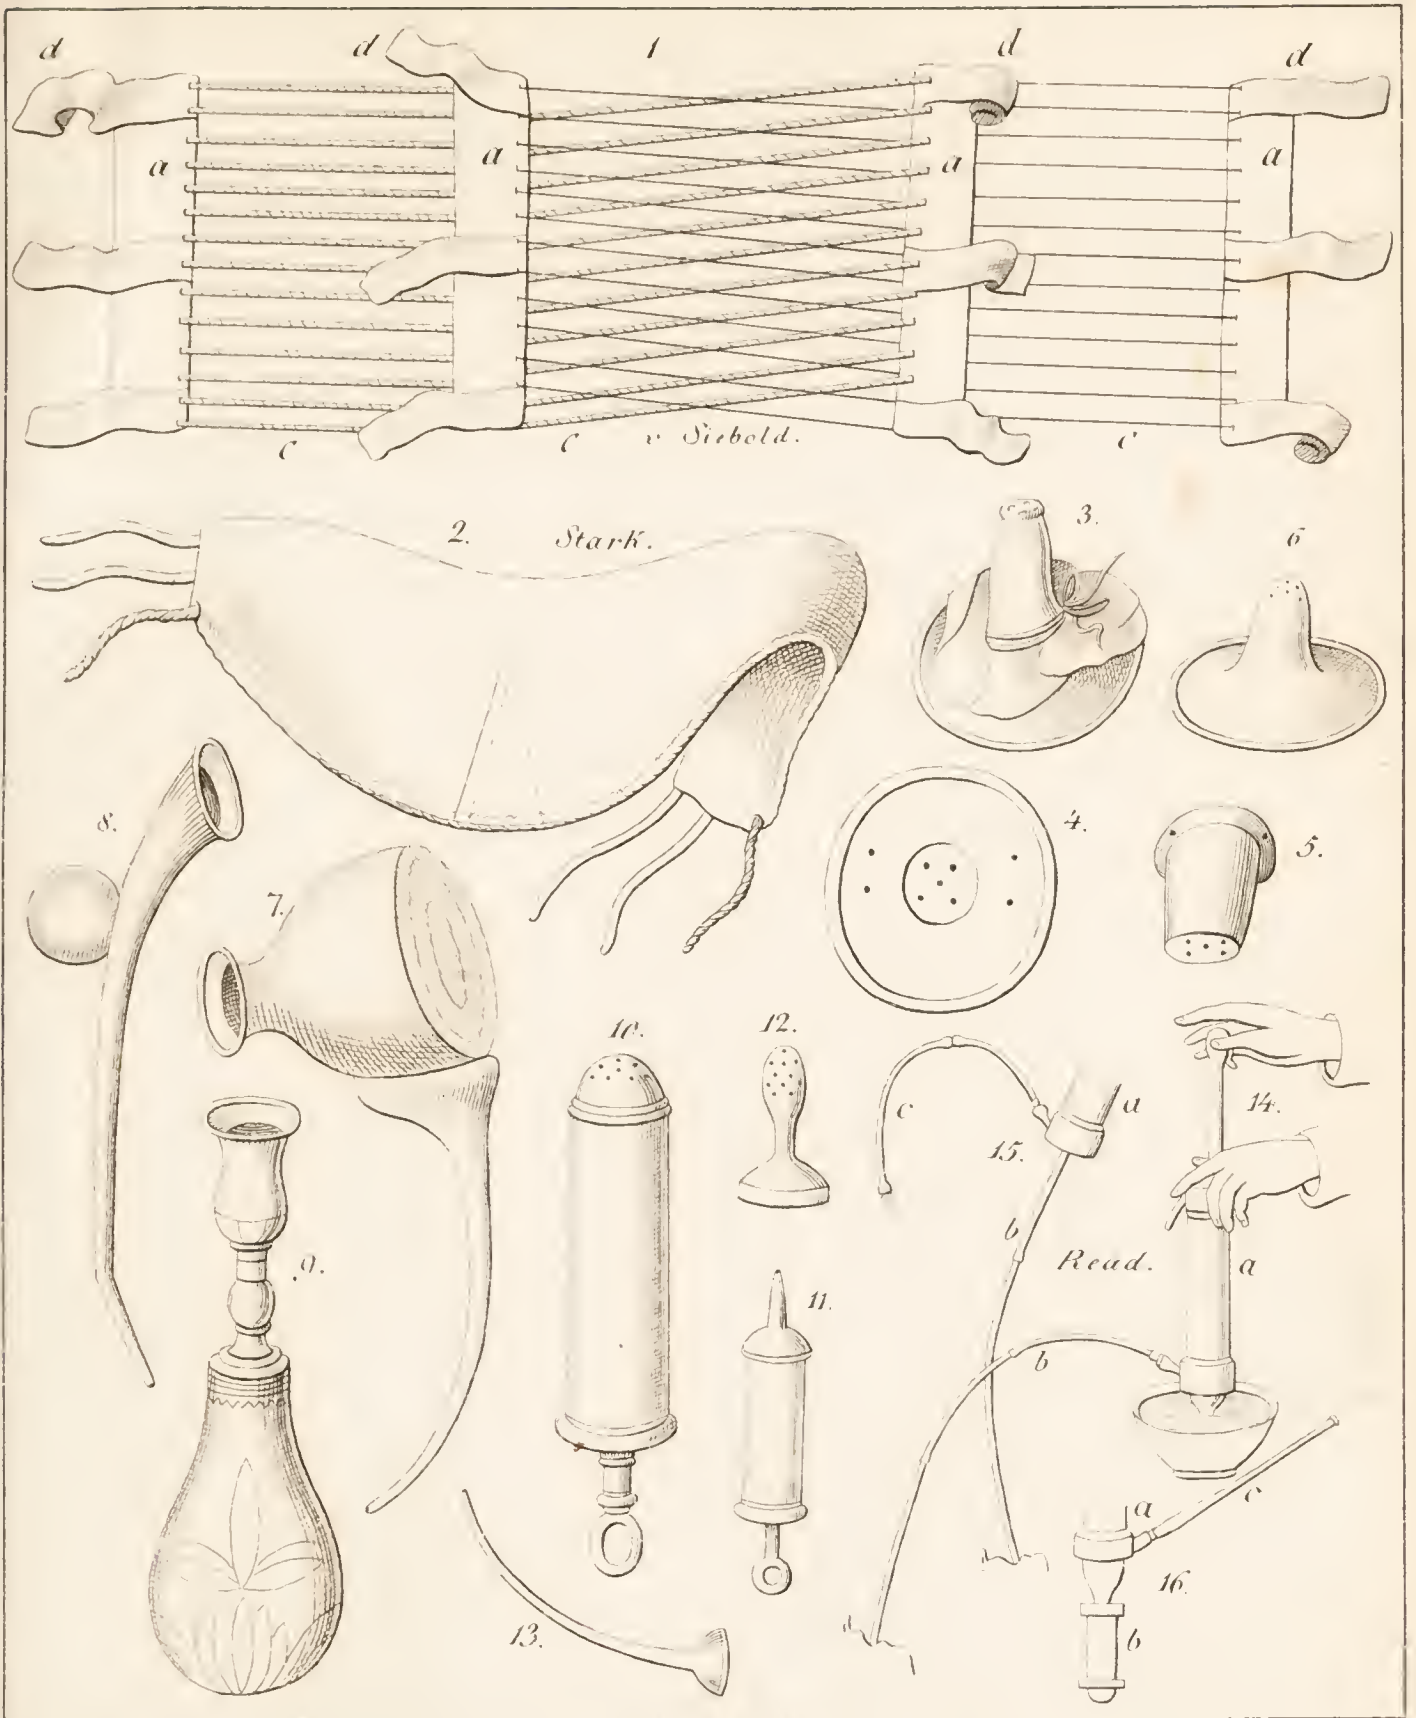 d d 1 d d
a a a a
c c v Siebold. c
2. Stark. 3. 6
8. 4. 5.
7.
10. 12. c a 14.
15.
9. b Read. a
11. b
c
a
16.
13. b